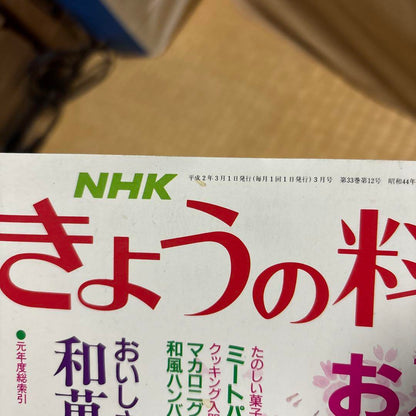 NHK
平成2年3月1日発行(毎月1回1日発行)3月号 第33巻第12号 昭和44年
きょうの料
お
たのしい菓子
ミートパ
クッキング入門
マカロニグ
和風ハンバ
おいしさ
和菓
●元年度総索引